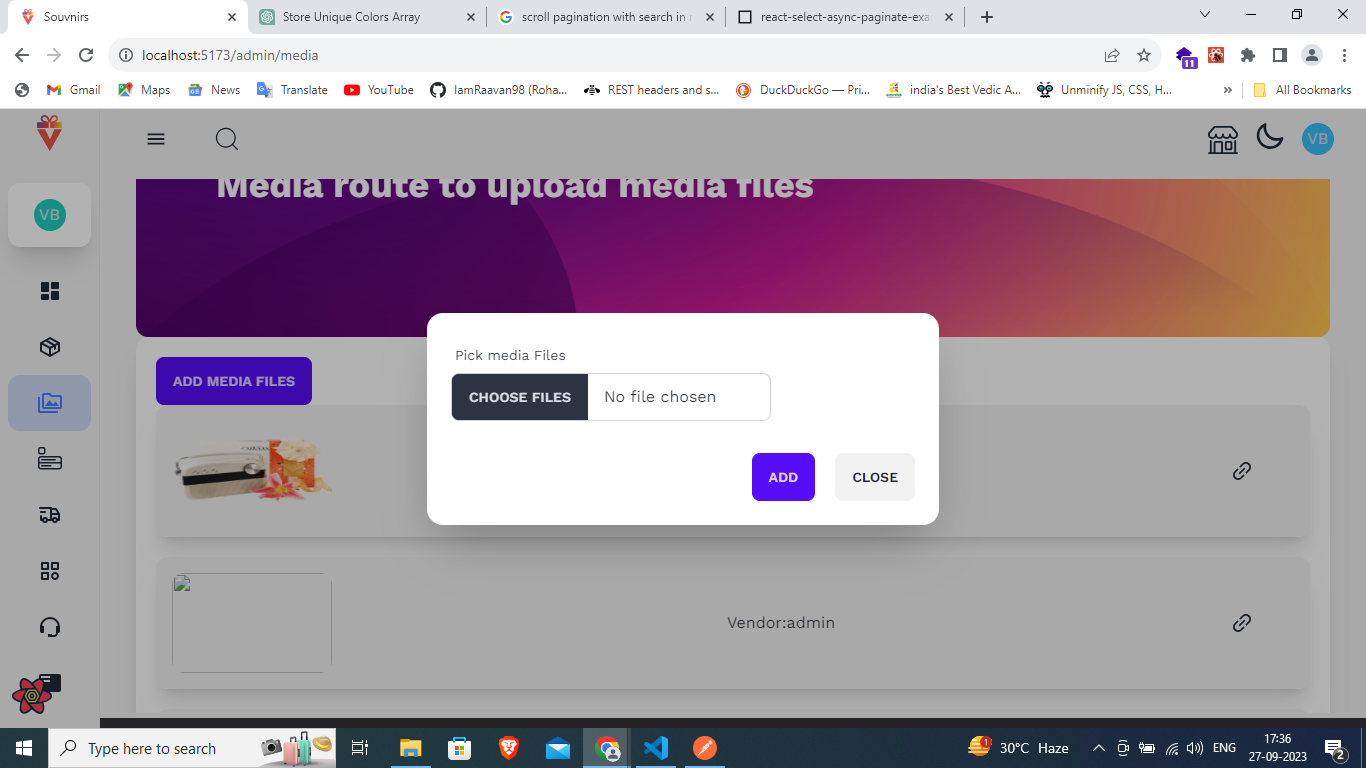 Souvnirs
Store Unique Colors Array
scroll pagination with search in r
react-select-async-paginate-exa
localhost:5173/admin/media
11
Gmail
Maps
News
Translate
YouTube
IamRaavan98 (Roha...
REST headers and s...
DuckDuckGo — Pri...
india's Best Vedic A...
Unminify JS, CSS, H...
»
All Bookmarks
VB
VB
Media route to upload media files
ADD MEDIA FILES
Pick media Files
CHOOSE FILES
No file chosen
ADD
CLOSE
Vendor:admin
Type here to search
1
30°C Haze
ENG
17:36
27-09-2023
2